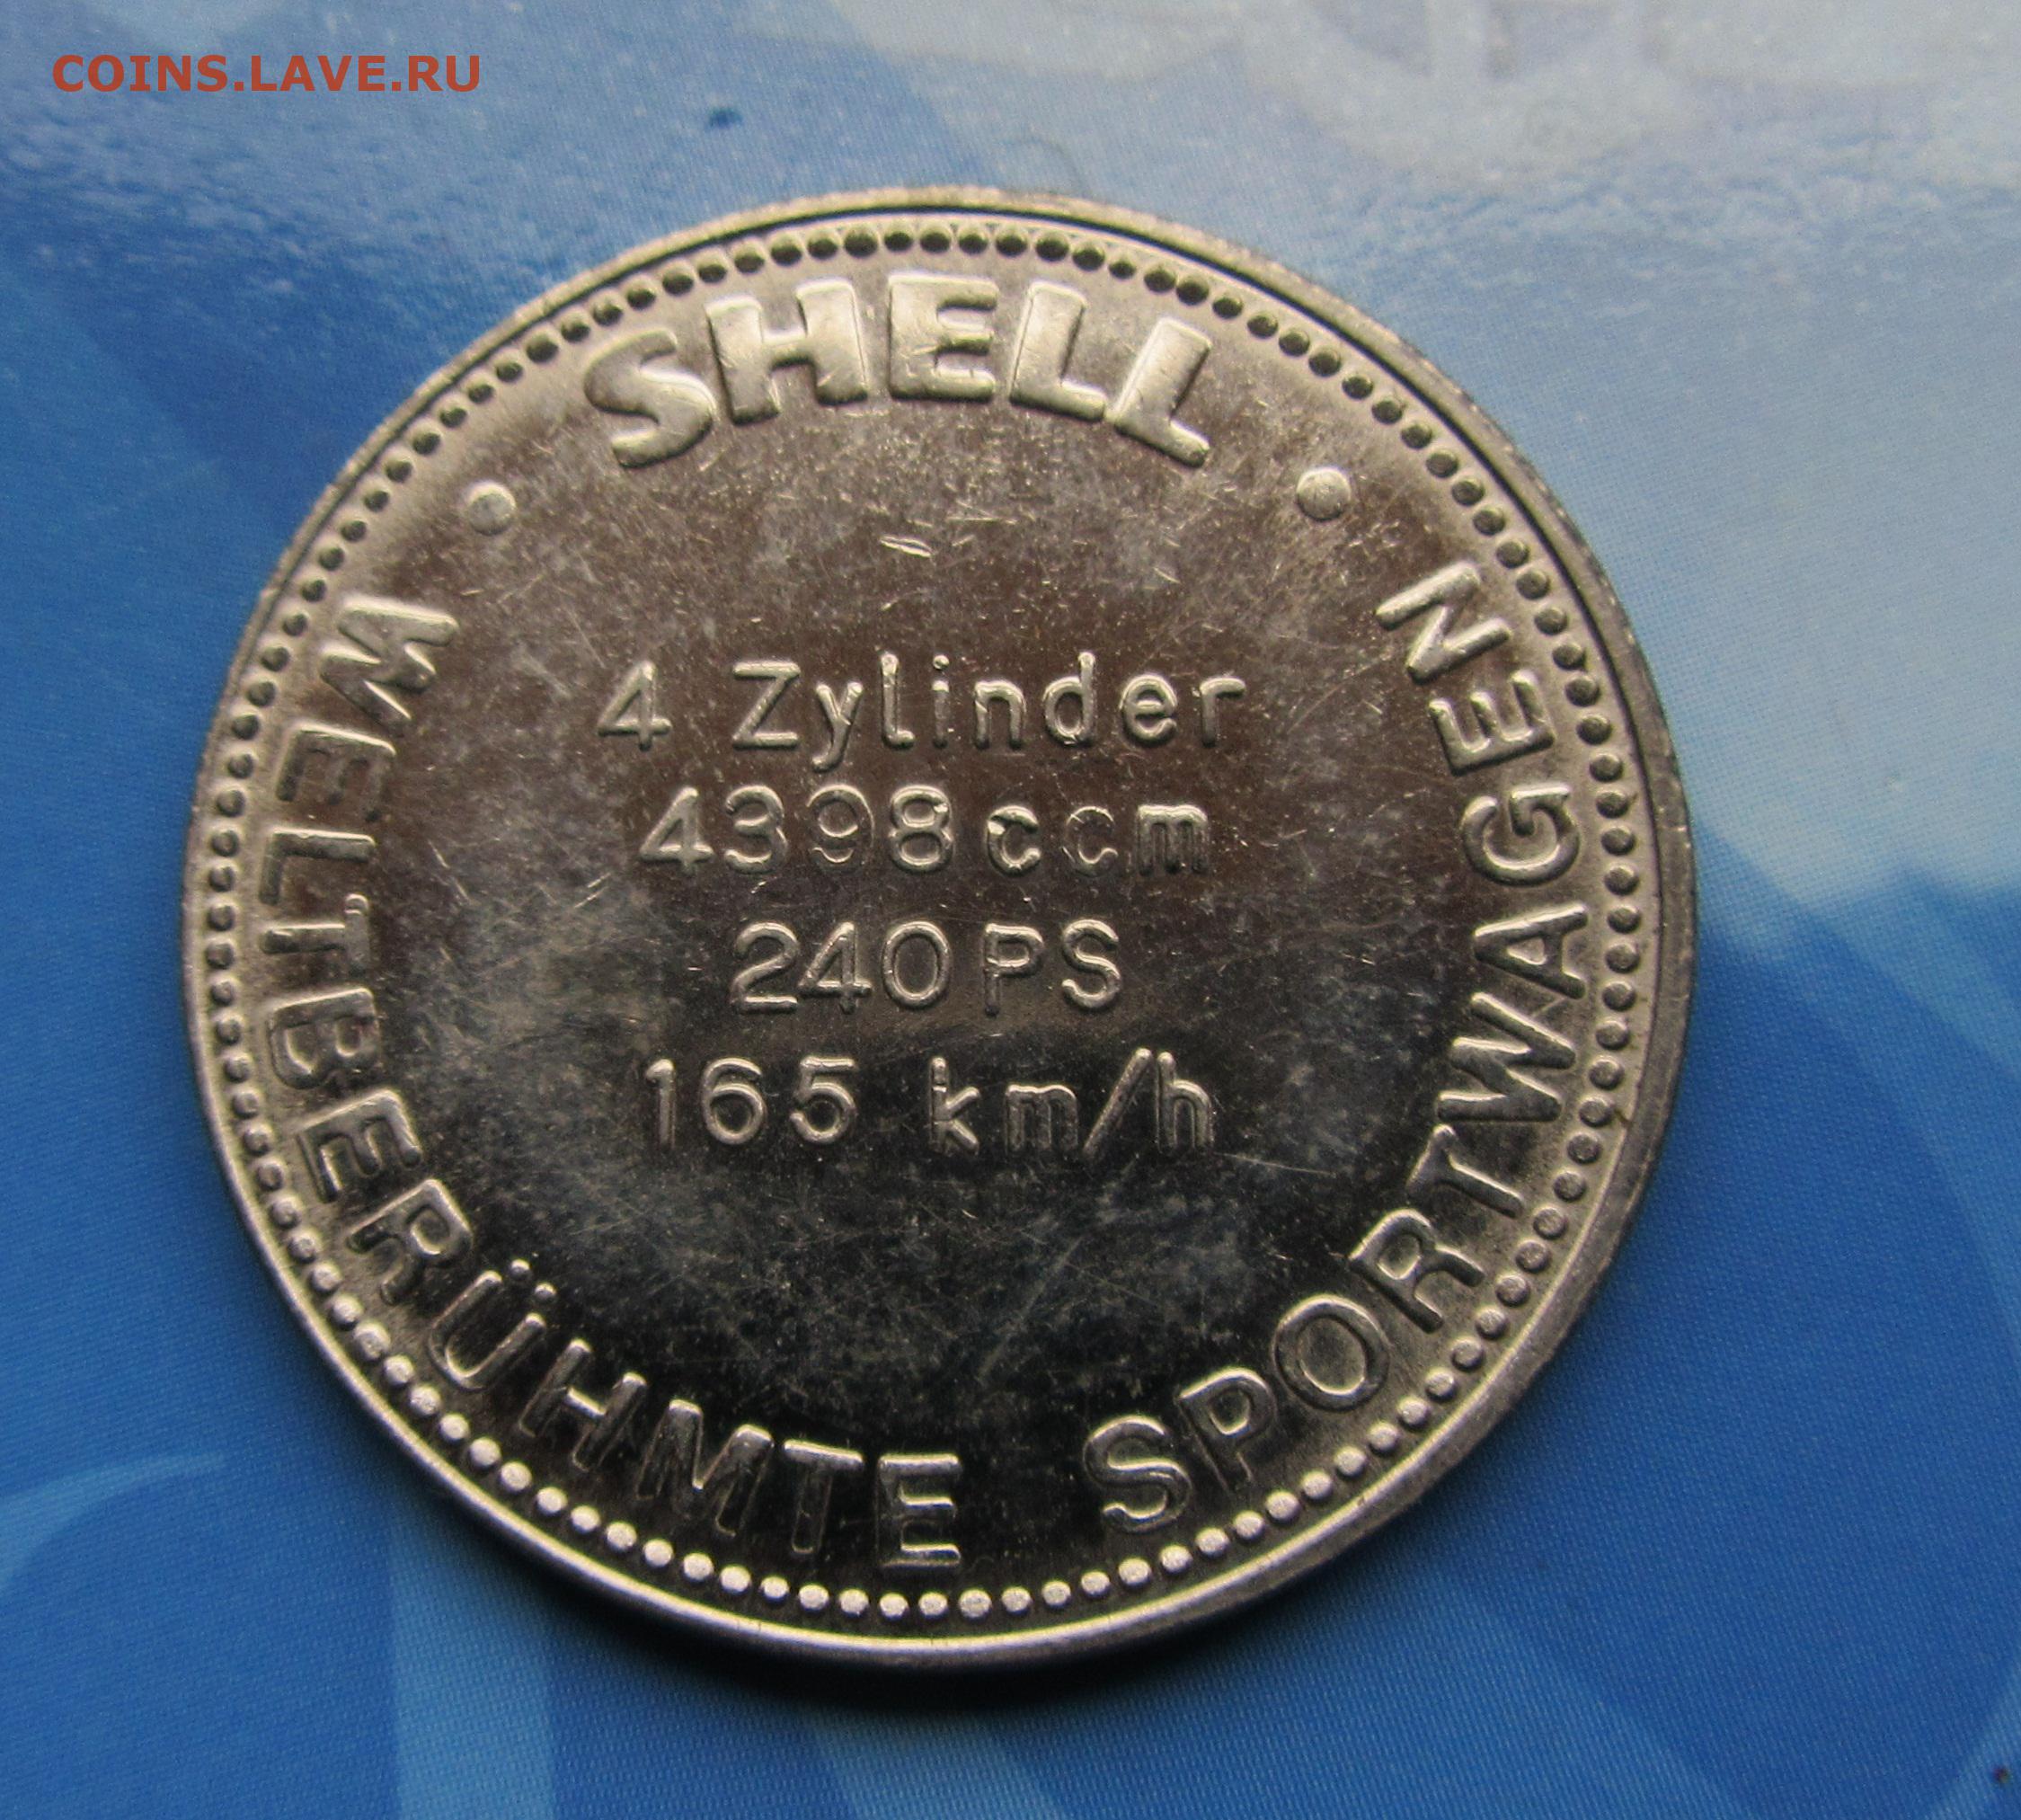 COINS.LAVE.RU
• SHELL •
4 Zylinder
4398 ccm
240 PS
165 km/h
WELTBERÜHMTE SPORTWAGEN